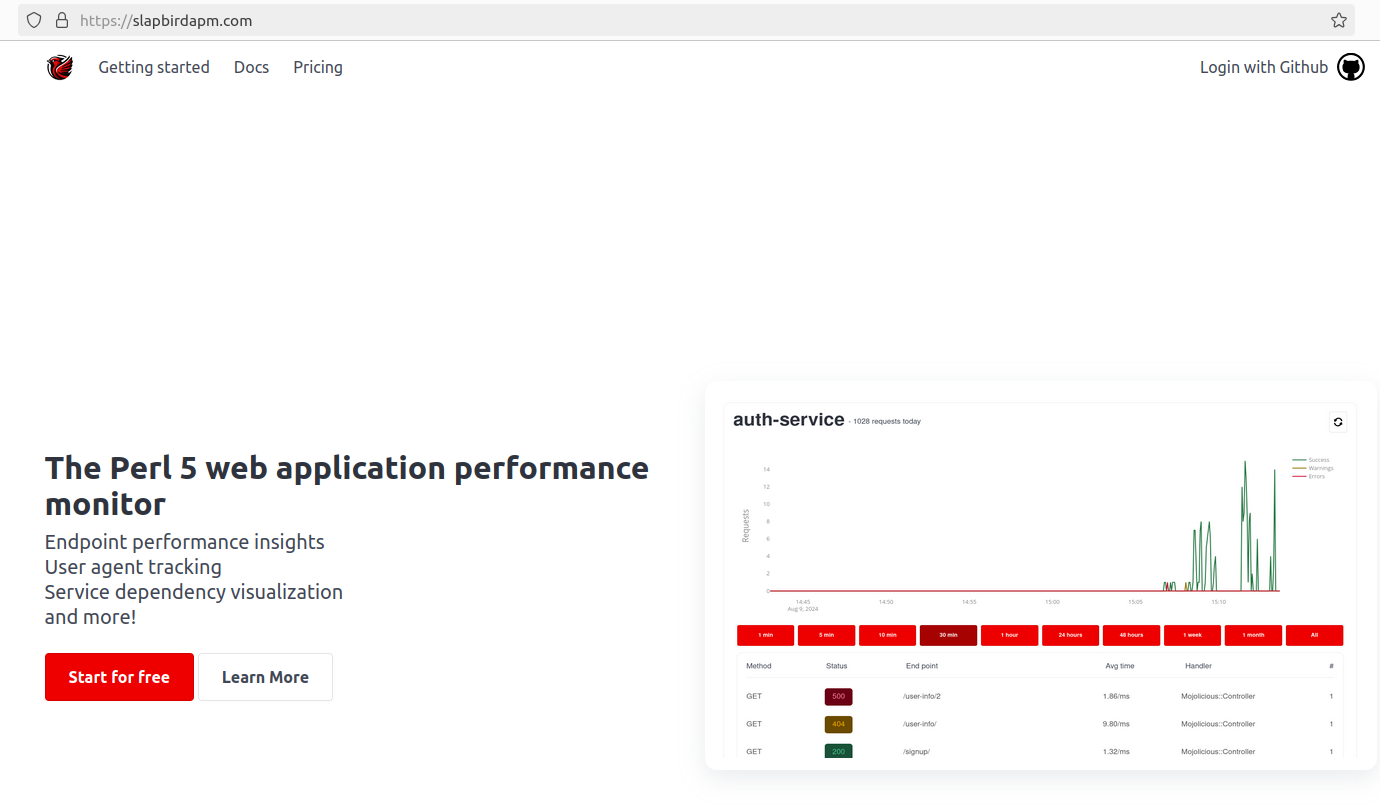 https://slapbirdapm.com
Getting started Docs Pricing Login with Github
The Perl 5 web application performance
monitor
Endpoint performance insights
User agent tracking
Service dependency visualization
and more!
Start for free Learn More
auth-service - 1028 requests today
Success
Warnings
Errors
Requests
14
12
10
8
6
4
2
0
14:45 14:50 14:55 15:00 15:05 15:10
Aug 9, 2024
1 min 5 min 10 min 30 min 1 hour 24 hours 48 hours 1 week 1 month All
Method Status End point Avg time Handler #
GET 500 /user-info/2 1.86/ms Mojolicious::Controller 1
GET 404 /user-info/ 9.80/ms Mojolicious::Controller 1
GET 200 /signup/ 1.32/ms Mojolicious::Controller 1